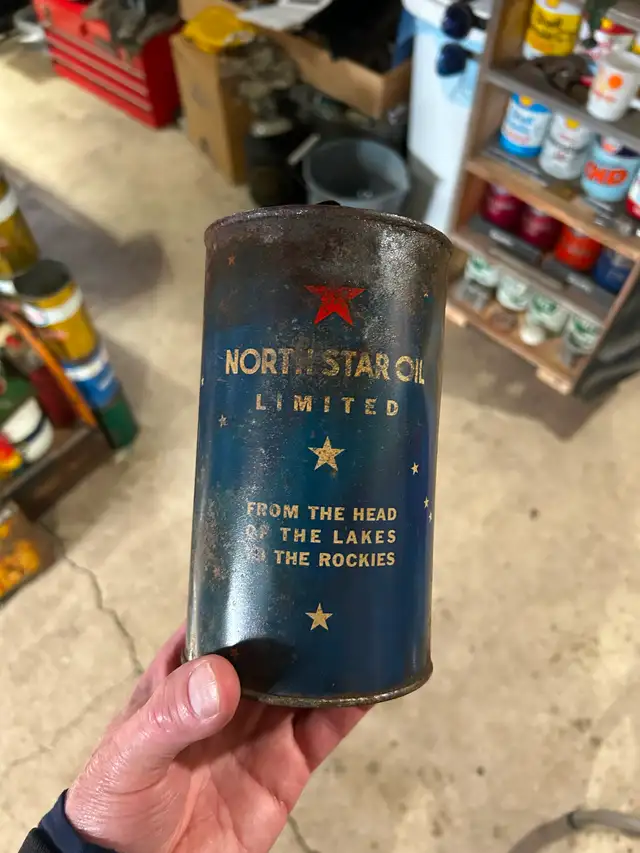 NORTH STAR OIL
LIMITED
FROM THE HEAD
OF THE LAKES
TO THE ROCKIES